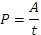 P = A/t